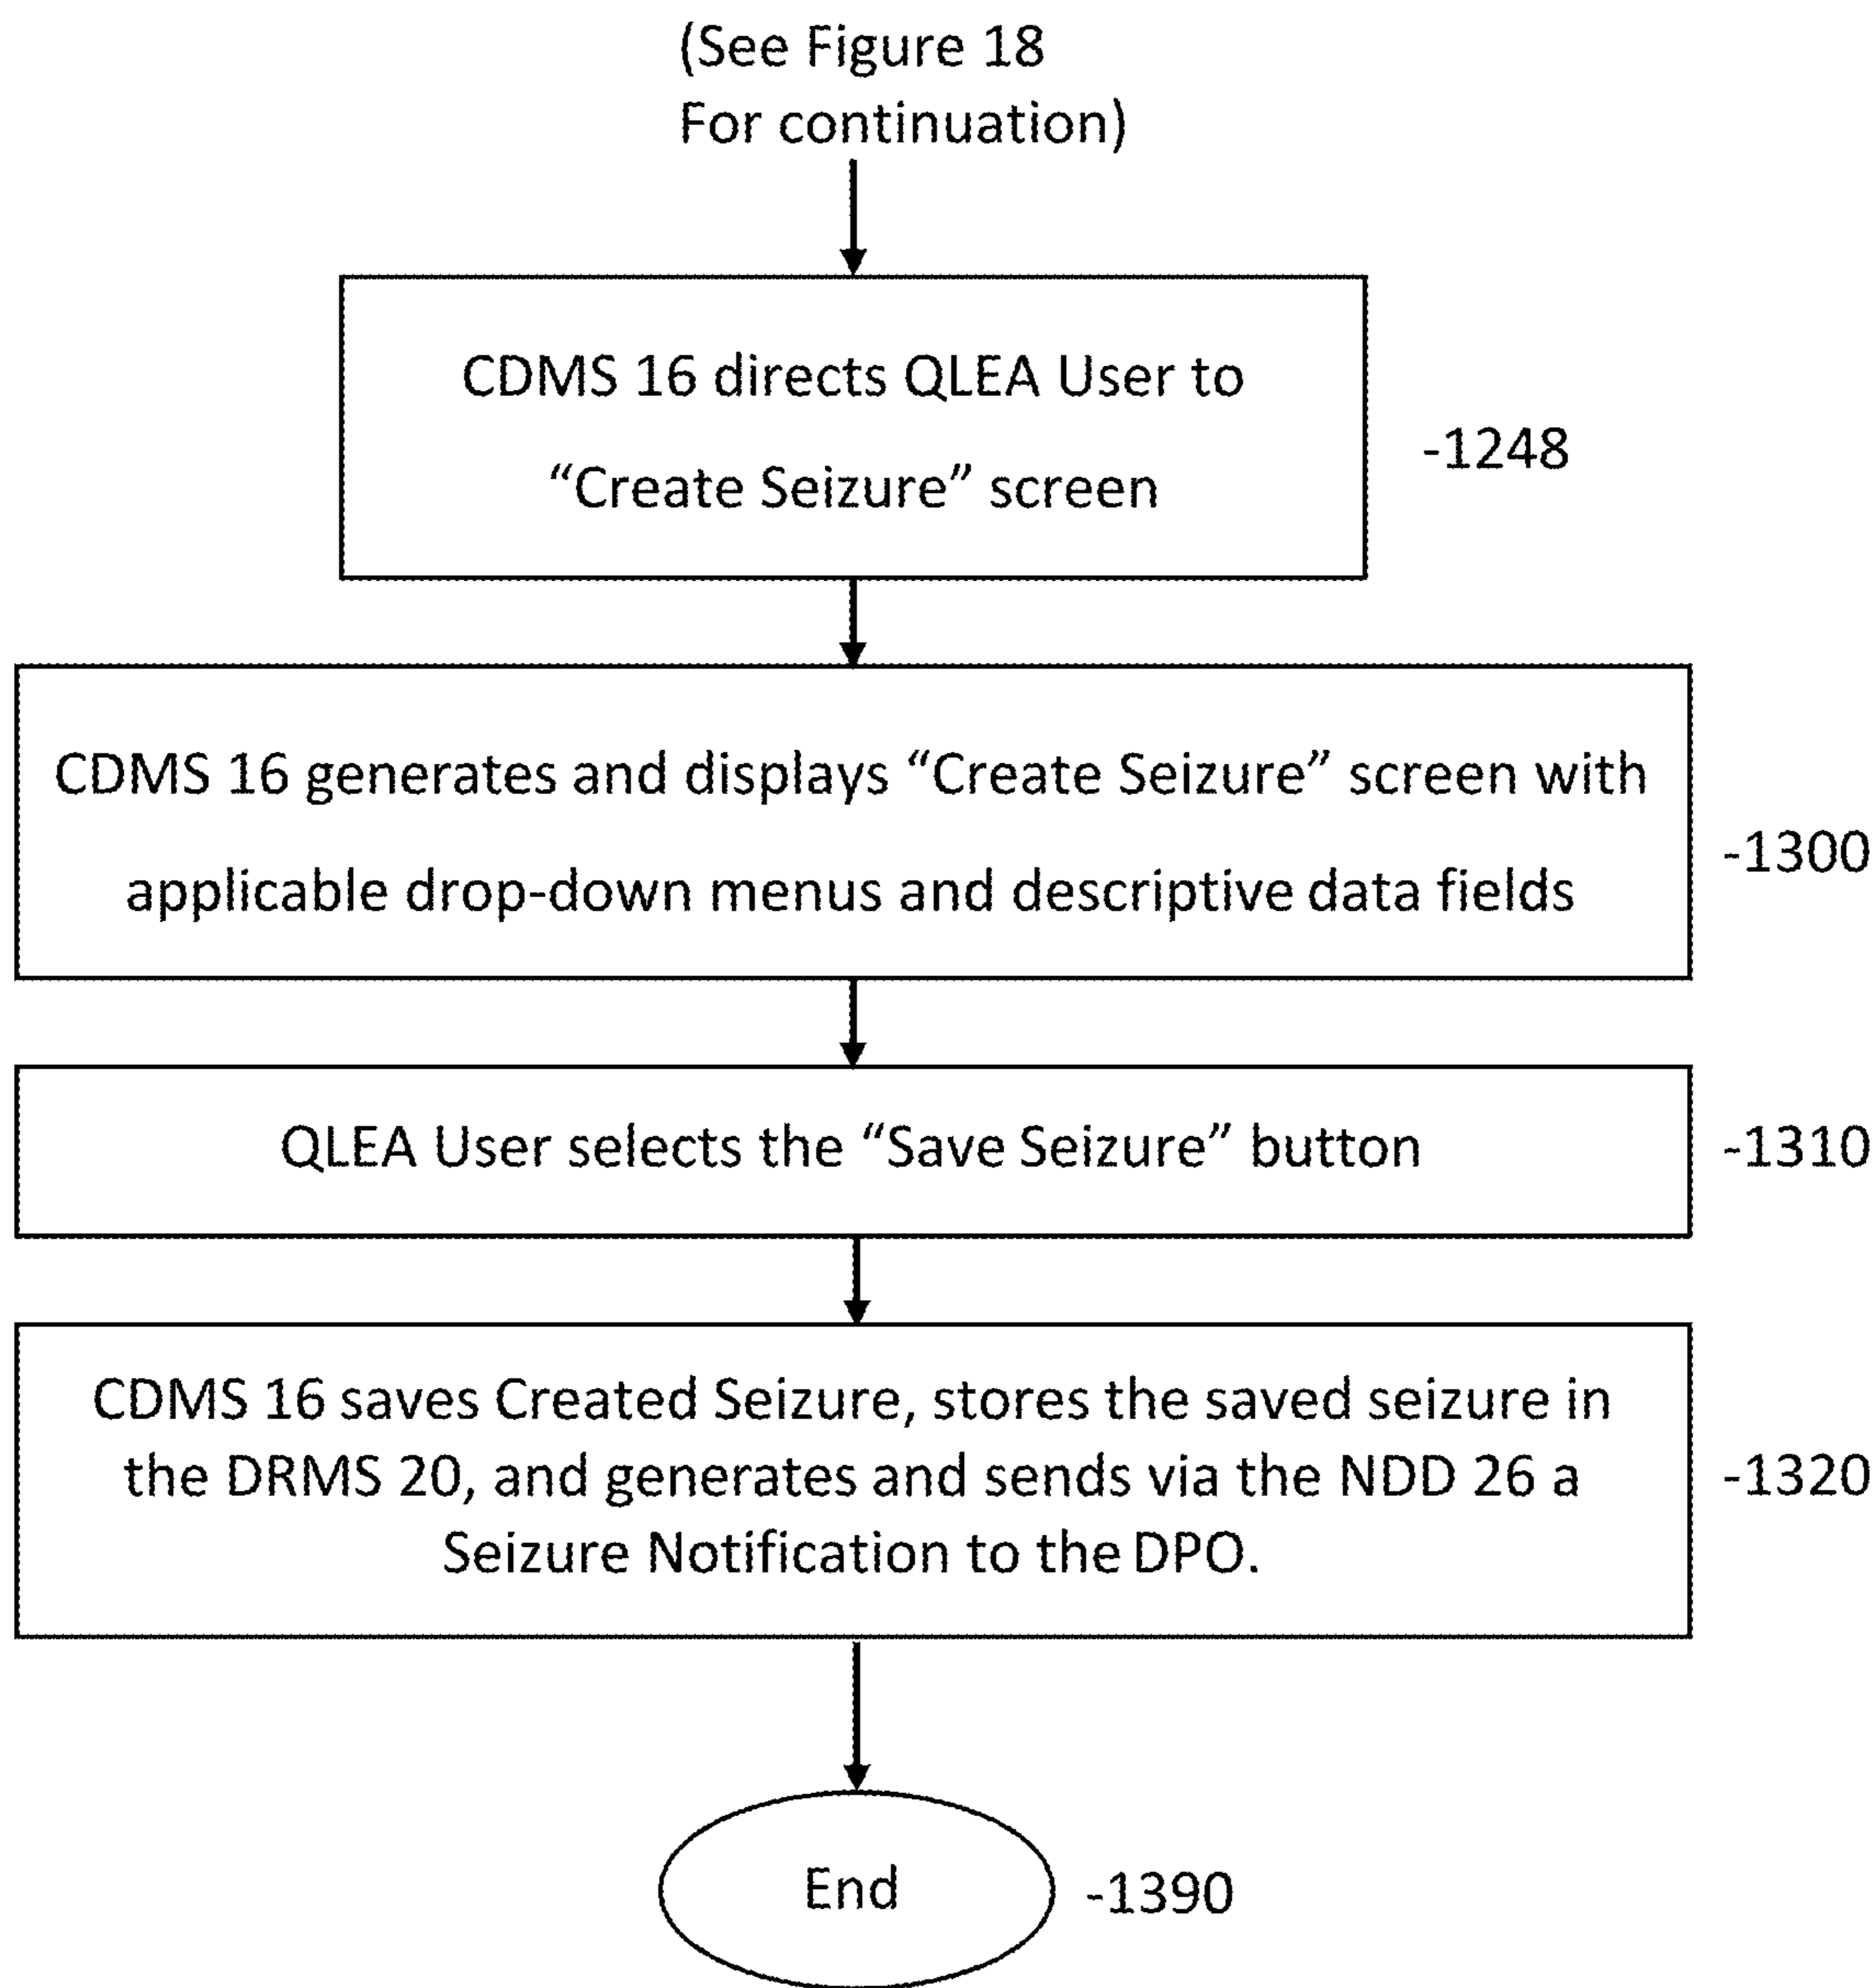 (See Figure 18
For continuation)
CDMS 16 directs QLEA User to
“Create Seizure” screen
-1248
CDMS 16 generates and displays “Create Seizure” screen with
applicable drop-down menus and descriptive data fields
-1300
QLEA User selects the “Save Seizure” button
-1310
CDMS 16 saves Created Seizure, stores the saved seizure in
the DRMS 20, and generates and sends via the NDD 26 a
Seizure Notification to the DPO.
-1320
End
-1390